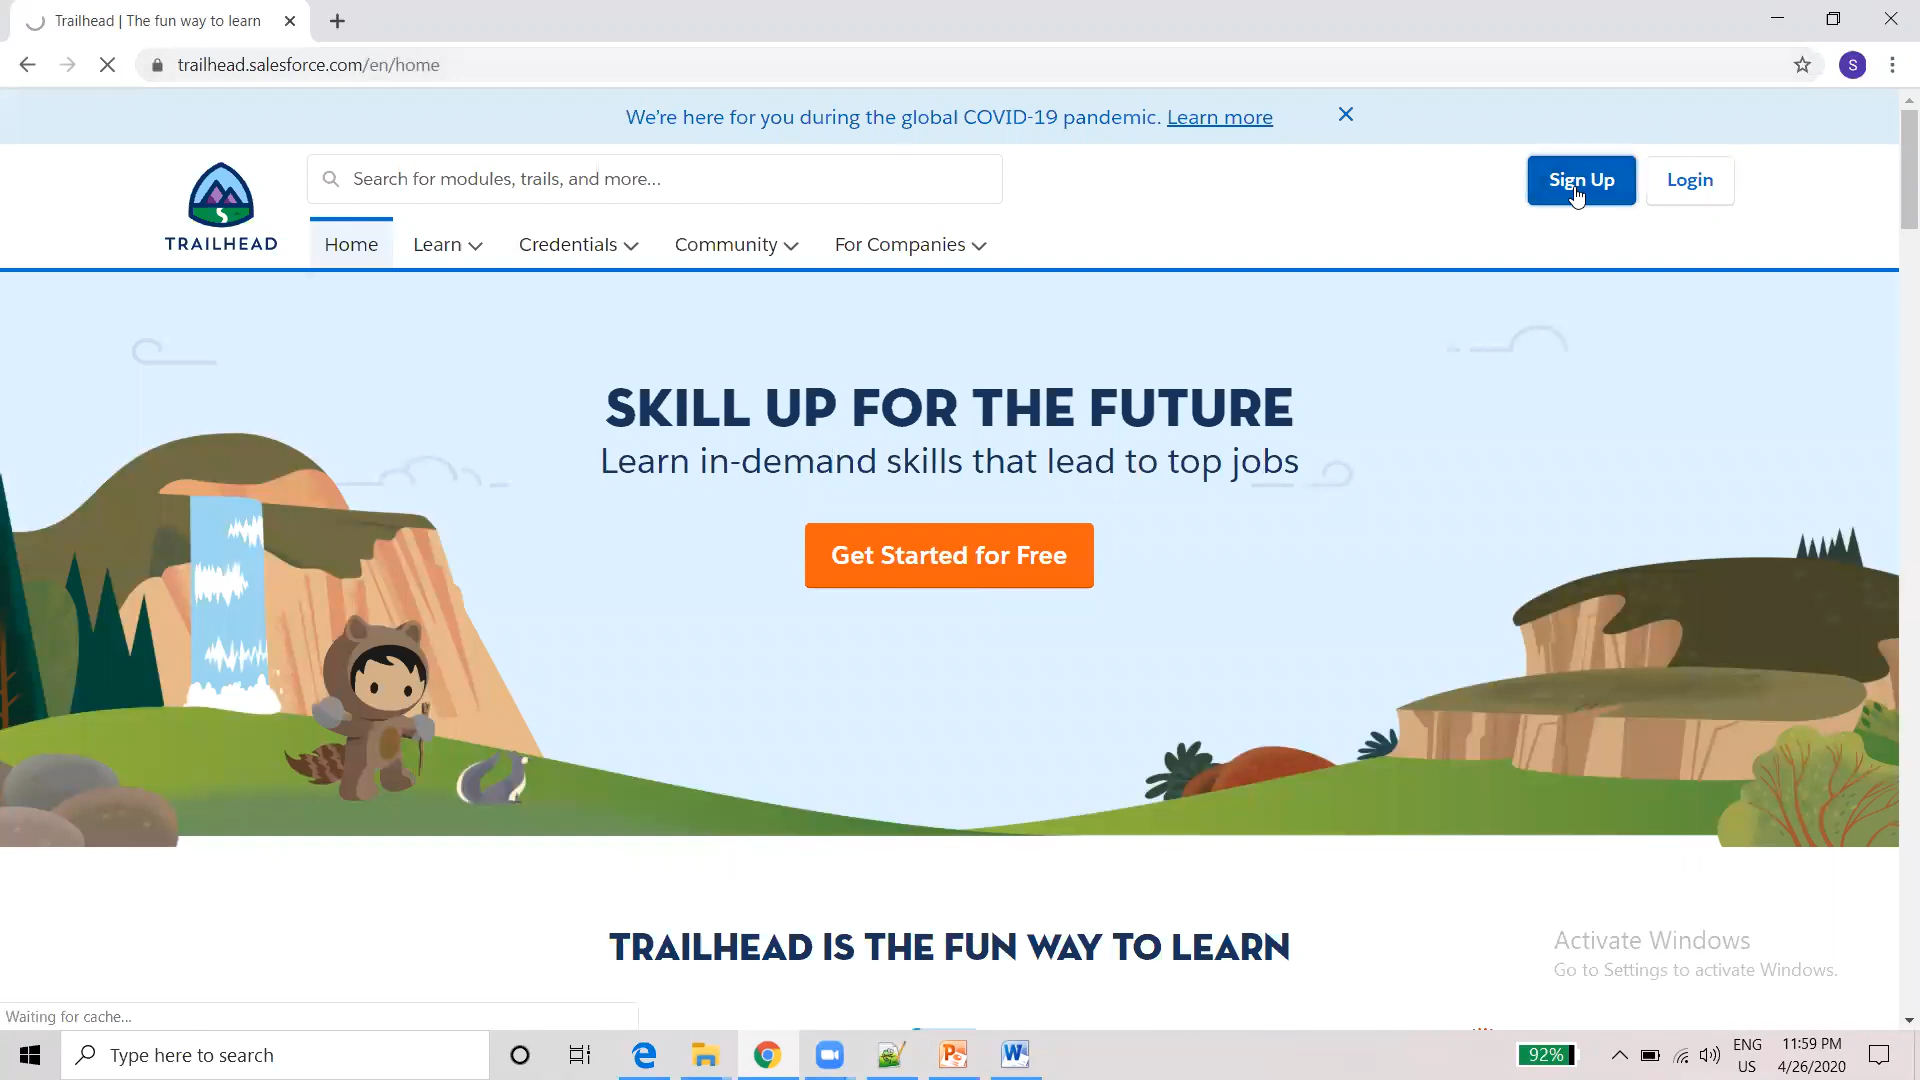 Trailhead | The fun way to learn
trailhead.salesforce.com/en/home
S
We're here for you during the global COVID-19 pandemic. Learn more
TRAILHEAD
Search for modules, trails, and more...
Sign Up
Login
Home
Learn
Credentials
Community
For Companies
SKILL UP FOR THE FUTURE
Learn in-demand skills that lead to top jobs
Get Started for Free
TRAILHEAD IS THE FUN WAY TO LEARN
Activate Windows
Go to Settings to activate Windows.
Waiting for cache...
Type here to search
92%
ENG
US
11:59 PM
4/26/2020